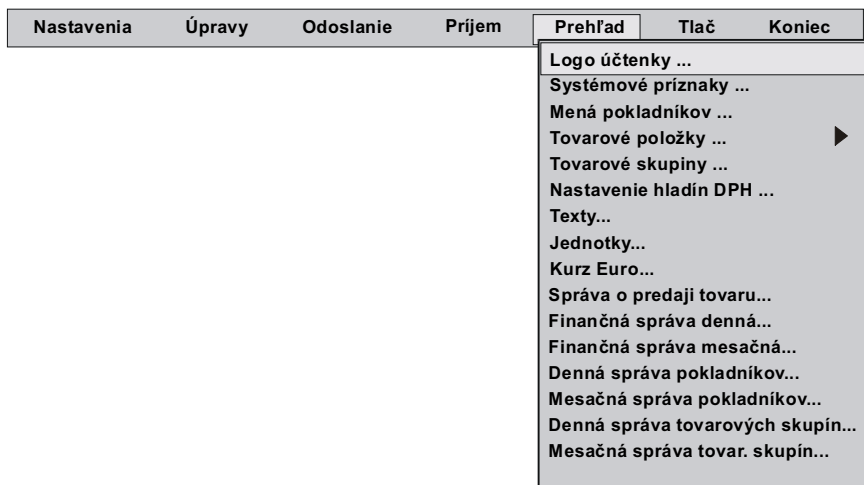 Nastavenia Úpravy Odoslanie Príjem Prehľad Tlač Koniec
Logo účtenky ...
Systémové príznaky ...
Mená pokladníkov ...
Tovarové položky ...
Tovarové skupiny ...
Nastavenie hladín DPH ...
Texty...
Jednotky...
Kurz Euro...
Správa o predaji tovaru...
Finančná správa denná...
Finančná správa mesačná...
Denná správa pokladníkov...
Mesačná správa pokladníkov...
Denná správa tovarových skupín...
Mesačná správa tovar. skupín...